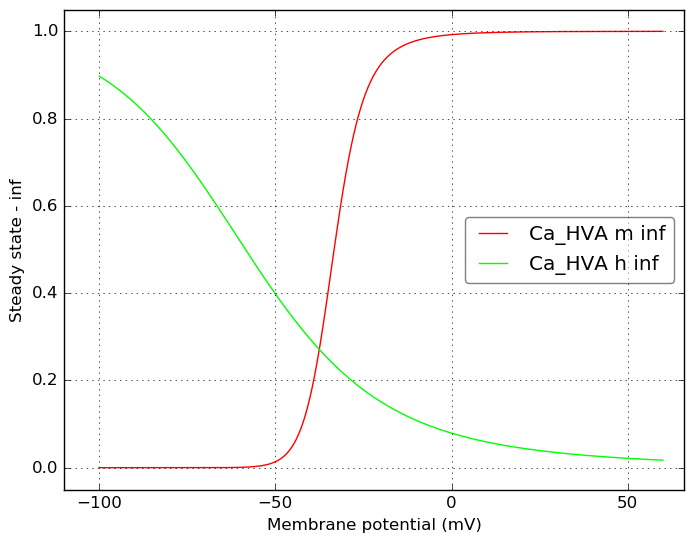 1.0
0.8
0.6
0.4
0.2
0.0
Steady state - inf
Ca_HVA m inf
Ca_HVA h inf
−100
−50
0
50
Membrane potential (mV)